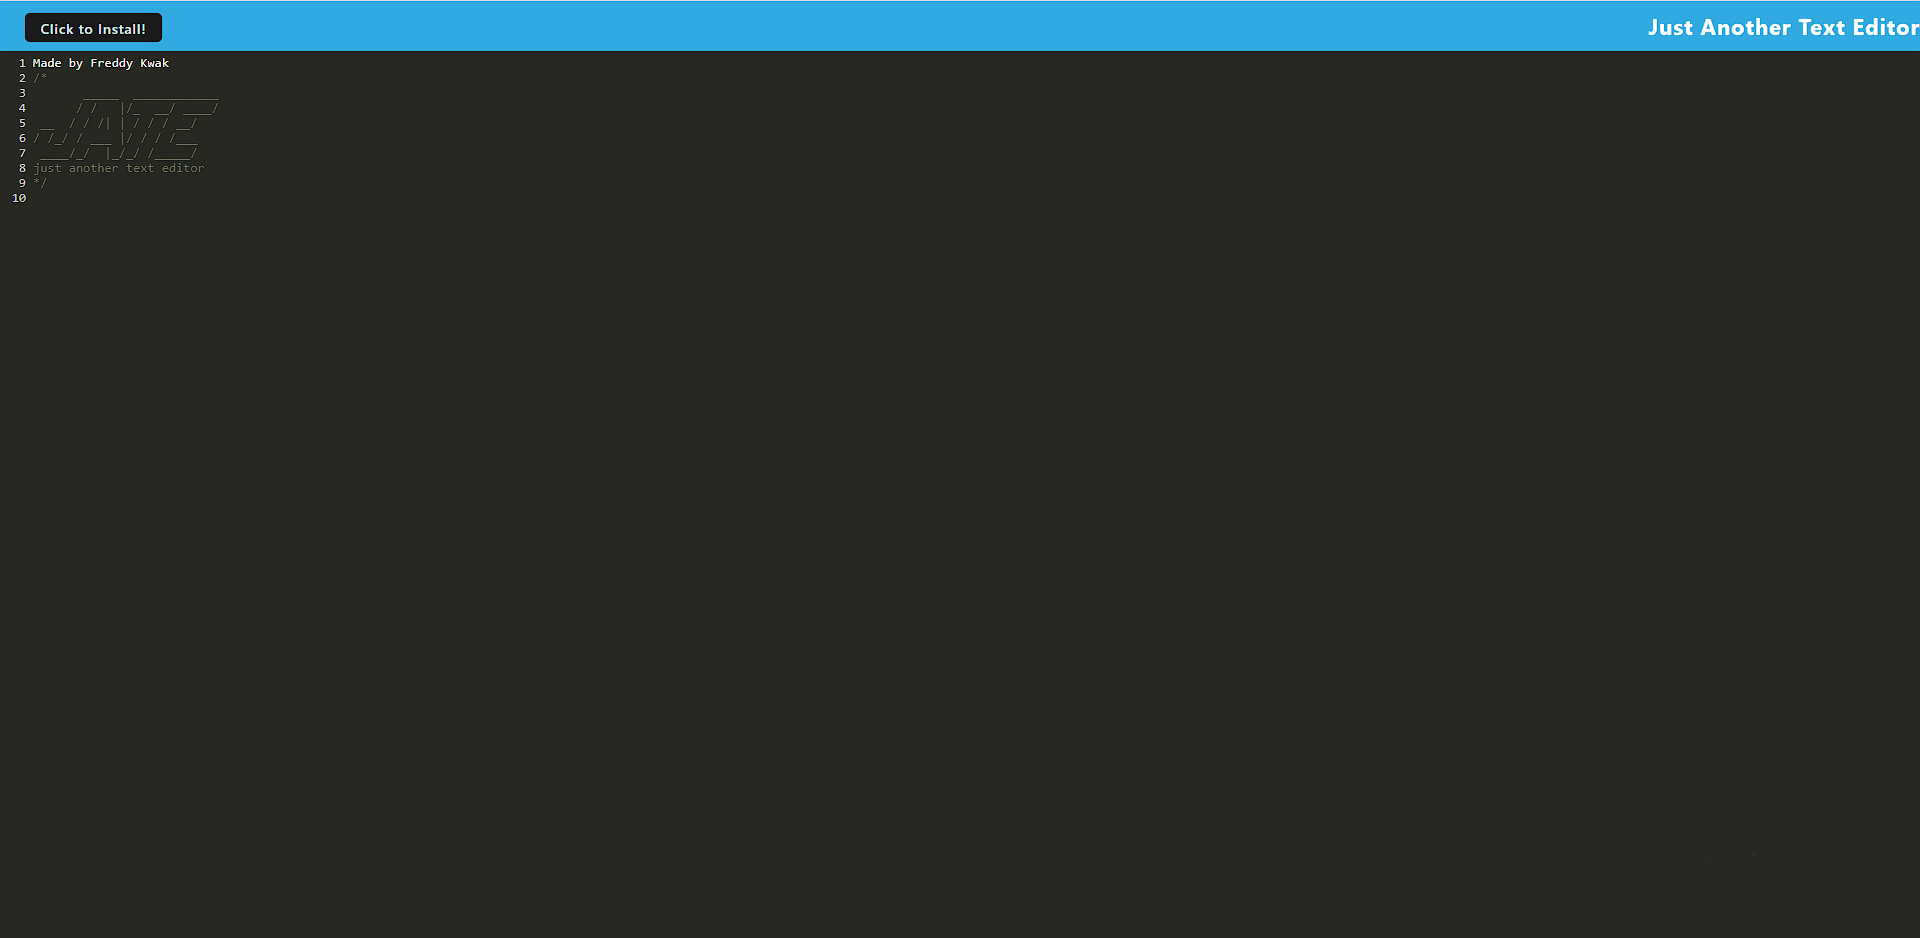 Click to Install!
Just Another Text Editor
1 Made by Freddy Kwak
2 /*
3        _____  ____________
4       / /   |/_  __/ ____/
5  __  / / /| | / / / __/
6 / /_/ / ___ |/ / / /___
7  ____/_/  |_/_/ /_____/
8 just another text editor
9 */
10